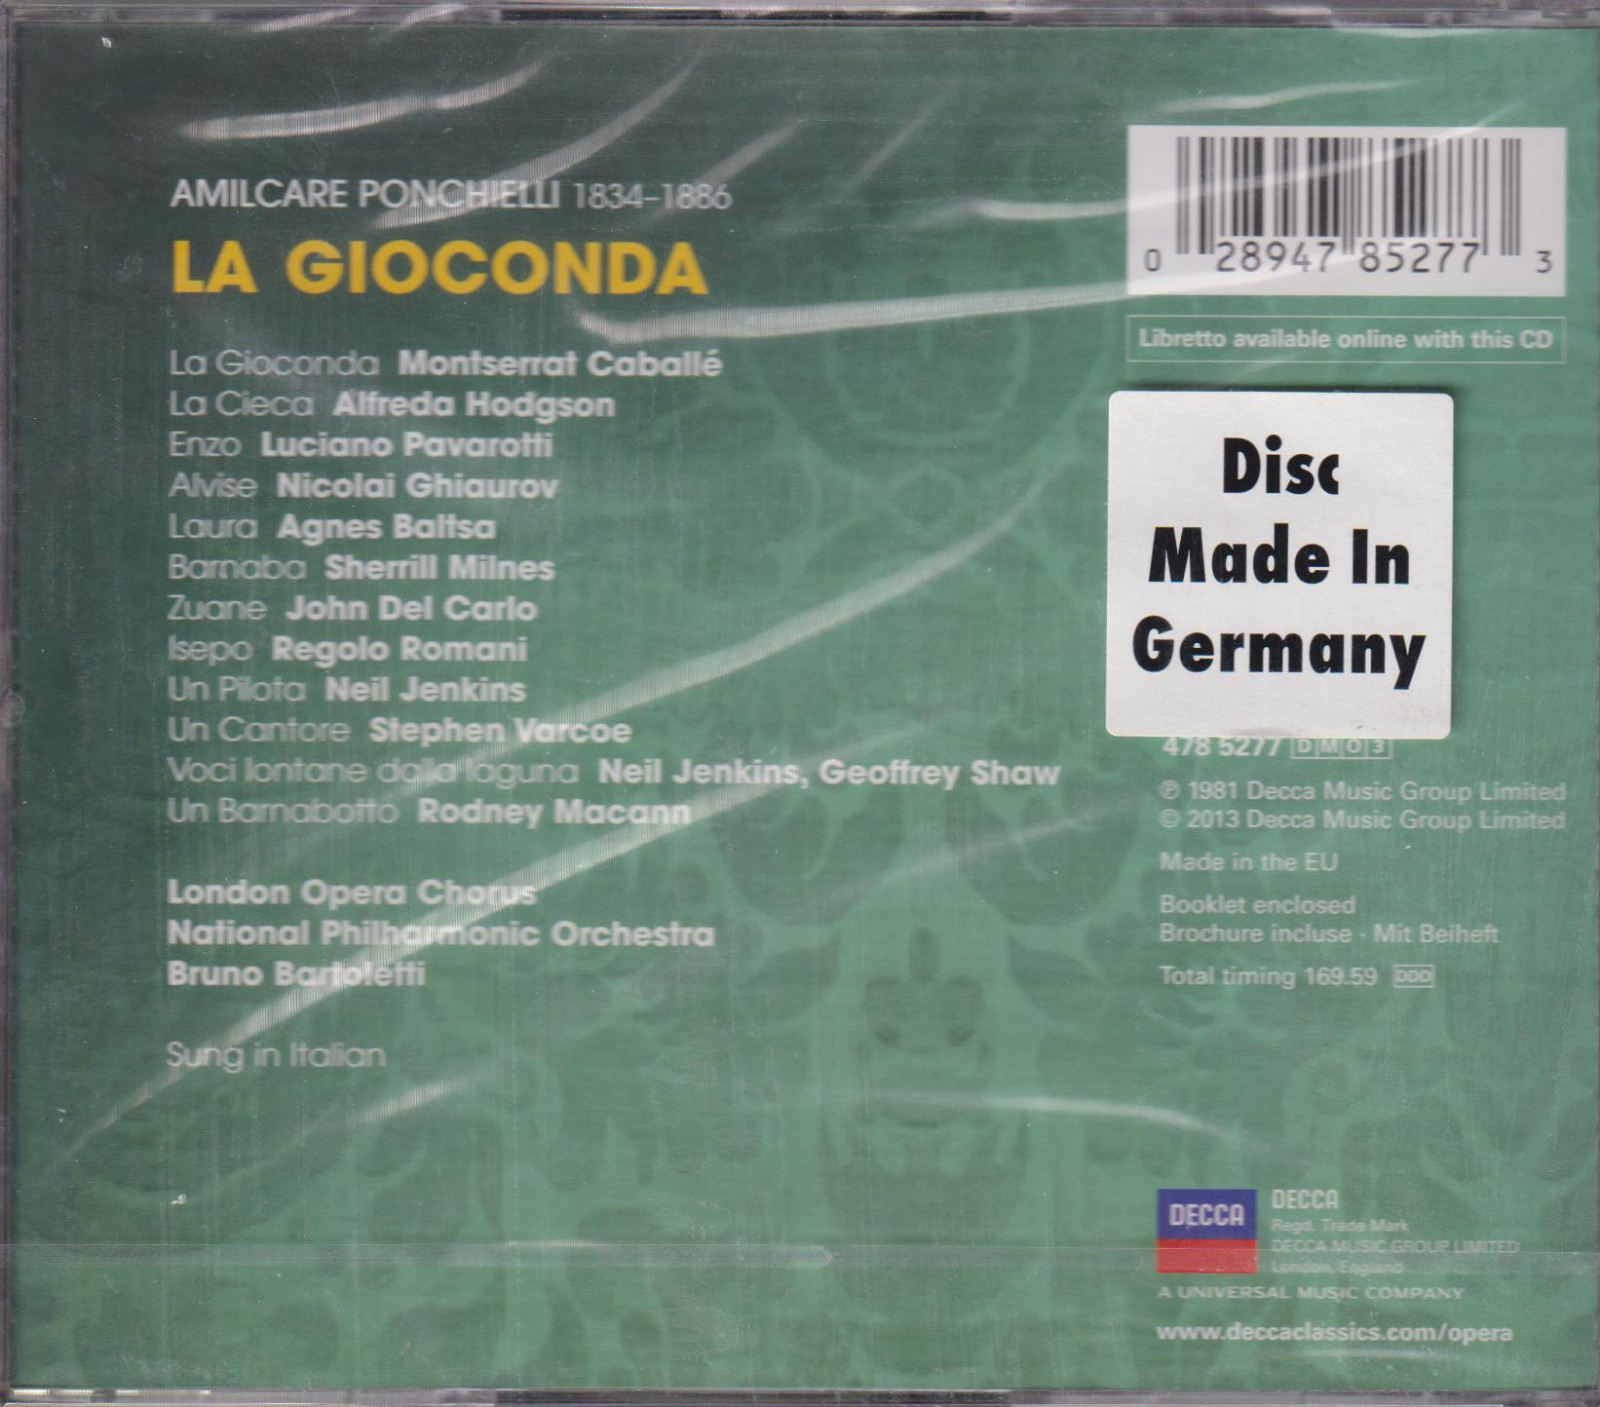 AMILCARE PONCHIELLI 1834–1886
LA GIOCONDA
La Gioconda Montserrat Caballé
La Cieca Alfreda Hodgson
Enzo Luciano Pavarotti
Alvise Nicolai Ghiaurov
Laura Agnes Baltsa
Barnaba Sherrill Milnes
Zuane John Del Carlo
Isepo Regolo Romani
Un Pilota Neil Jenkins
Un Cantore Stephen Varcoe
Voci lontane dalla laguna Neil Jenkins, Geoffrey Shaw
Un Barnabotto Rodney Macann
London Opera Chorus
National Philharmonic Orchestra
Bruno Bartoletti
Sung in Italian
0 28947 85277 3
Libretto available online with this CD
Disc
Made In
Germany
478 5277 DMO3
℗ 1981 Decca Music Group Limited
© 2013 Decca Music Group Limited
Made in the EU
Booklet enclosed
Brochure incluse · Mit Beiheft
Total timing 169.59 DDD
DECCA
DECCA
Regd. Trade Mark
DECCA MUSIC GROUP LIMITED
London, England
A UNIVERSAL MUSIC COMPANY
www.deccaclassics.com/opera